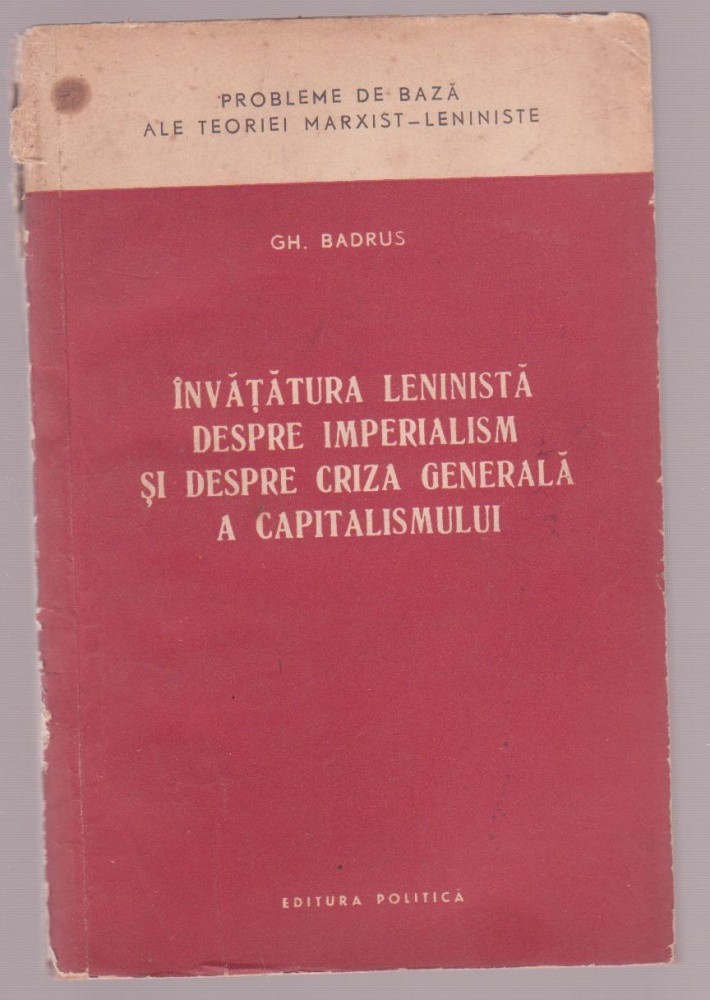 PROBLEME DE BAZĂ
ALE TEORIEI MARXIST-LENINISTE
GH. BADRUS
ÎNVĂȚĂTURA LENINISTĂ
DESPRE IMPERIALISM
ȘI DESPRE CRIZA GENERALĂ
A CAPITALISMULUI
EDITURA POLITICĂ